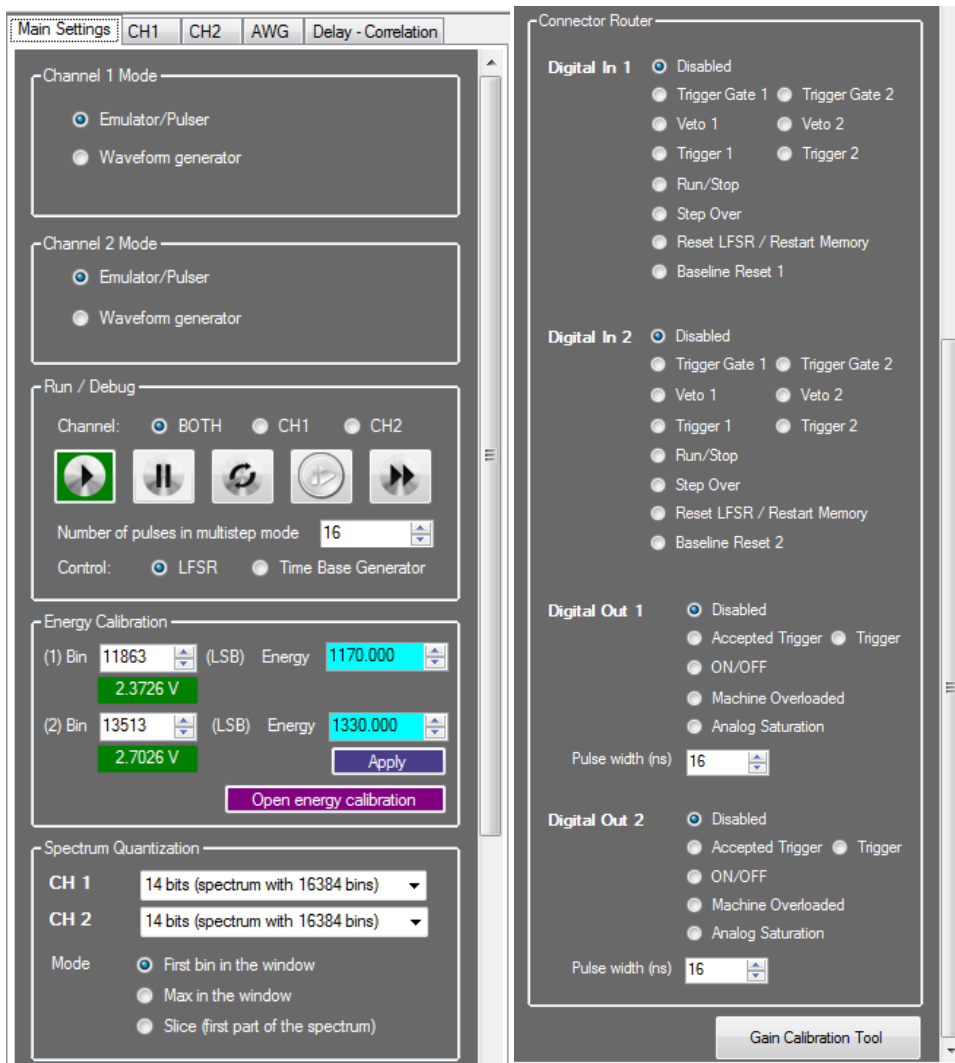 Main Settings CH1 CH2 AWG Delay - Correlation
Channel 1 Mode
Emulator/Pulser
Waveform generator
Channel 2 Mode
Emulator/Pulser
Waveform generator
Run / Debug
Channel: BOTH CH1 CH2
Number of pulses in multistep mode 16
Control: LFSR Time Base Generator
Energy Calibration
(1) Bin 11863 (LSB) Energy 1170.000
2.3726 V
(2) Bin 13513 (LSB) Energy 1330.000
2.7026 V Apply
Open energy calibration
Spectrum Quantization
CH 1 14 bits (spectrum with 16384 bins)
CH 2 14 bits (spectrum with 16384 bins)
Mode First bin in the window
Max in the window
Slice (first part of the spectrum)
Connector Router
Digital In 1 Disabled
Trigger Gate 1 Trigger Gate 2
Veto 1 Veto 2
Trigger 1 Trigger 2
Run/Stop
Step Over
Reset LFSR / Restart Memory
Baseline Reset 1
Digital In 2 Disabled
Trigger Gate 1 Trigger Gate 2
Veto 1 Veto 2
Trigger 1 Trigger 2
Run/Stop
Step Over
Reset LFSR / Restart Memory
Baseline Reset 2
Digital Out 1 Disabled
Accepted Trigger Trigger
ON/OFF
Machine Overloaded
Analog Saturation
Pulse width (ns) 16
Digital Out 2 Disabled
Accepted Trigger Trigger
ON/OFF
Machine Overloaded
Analog Saturation
Pulse width (ns) 16
Gain Calibration Tool